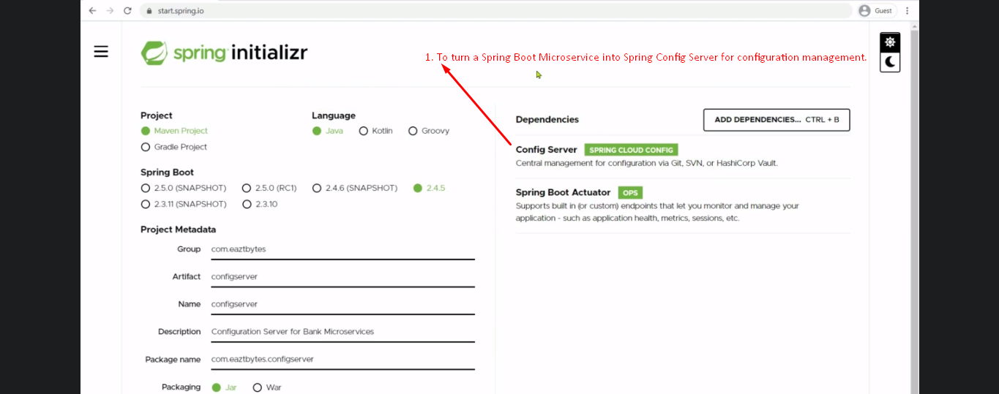 start.spring.io
Guest
spring initializr
1. To turn a Spring Boot Microservice into Spring Config Server for configuration management.
Project
Maven Project
Gradle Project
Language
Java Kotlin Groovy
Spring Boot
2.5.0 (SNAPSHOT) 2.5.0 (RC1) 2.4.6 (SNAPSHOT) 2.4.5
2.3.11 (SNAPSHOT) 2.3.10
Project Metadata
Group com.eaztbytes
Artifact configserver
Name configserver
Description Configuration Server for Bank Microservices
Package name com.eaztbytes.configserver
Packaging Jar War
Dependencies
ADD DEPENDENCIES... CTRL + B
Config Server SPRING CLOUD CONFIG
Central management for configuration via Git, SVN, or HashiCorp Vault.
Spring Boot Actuator OPS
Supports built in (or custom) endpoints that let you monitor and manage your
application - such as application health, metrics, sessions, etc.